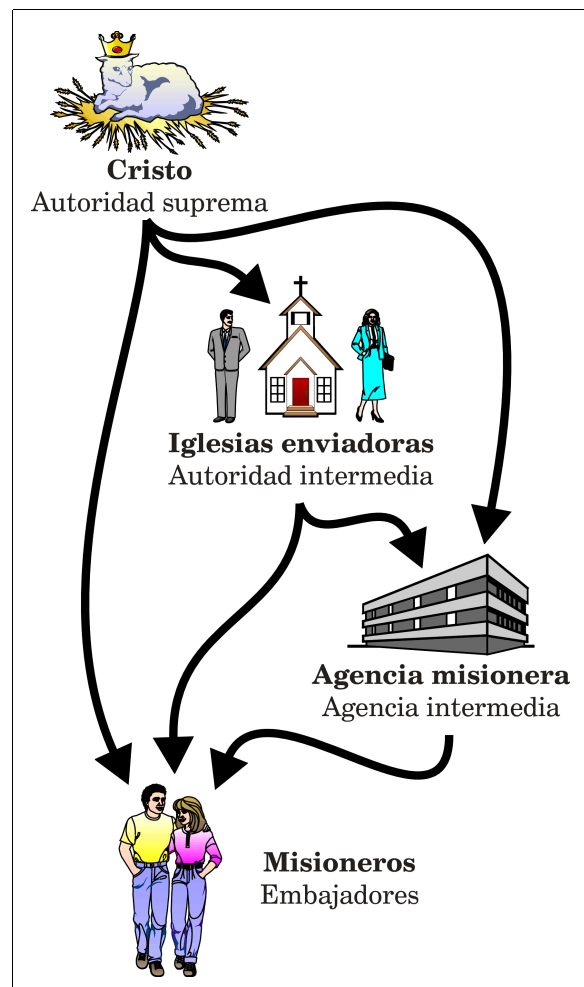 Cristo
Autoridad suprema
Iglesias enviadoras
Autoridad intermedia
Agencia misionera
Agencia intermedia
Misioneros
Embajadores